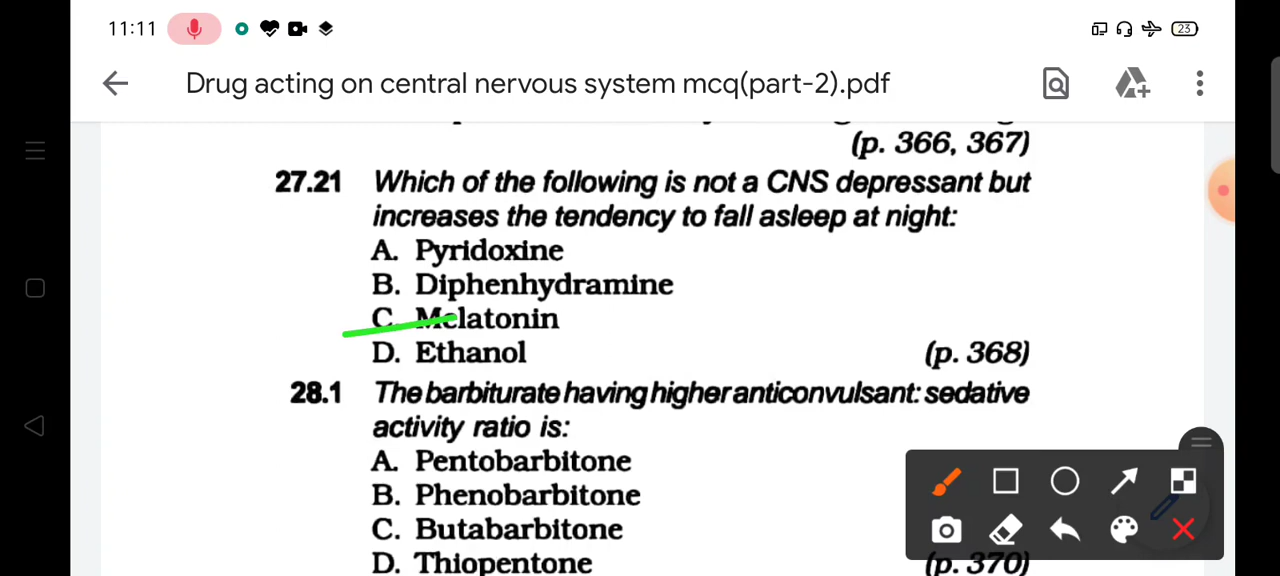 11:11
23
Drug acting on central nervous system mcq(part-2).pdf
(p. 366, 367)
27.21 Which of the following is not a CNS depressant but
increases the tendency to fall asleep at night:
A. Pyridoxine
B. Diphenhydramine
C. Melatonin
D. Ethanol (p. 368)
28.1 The barbiturate having higher anticonvulsant: sedative
activity ratio is:
A. Pentobarbitone
B. Phenobarbitone
C. Butabarbitone
D. Thiopentone (p. 370)